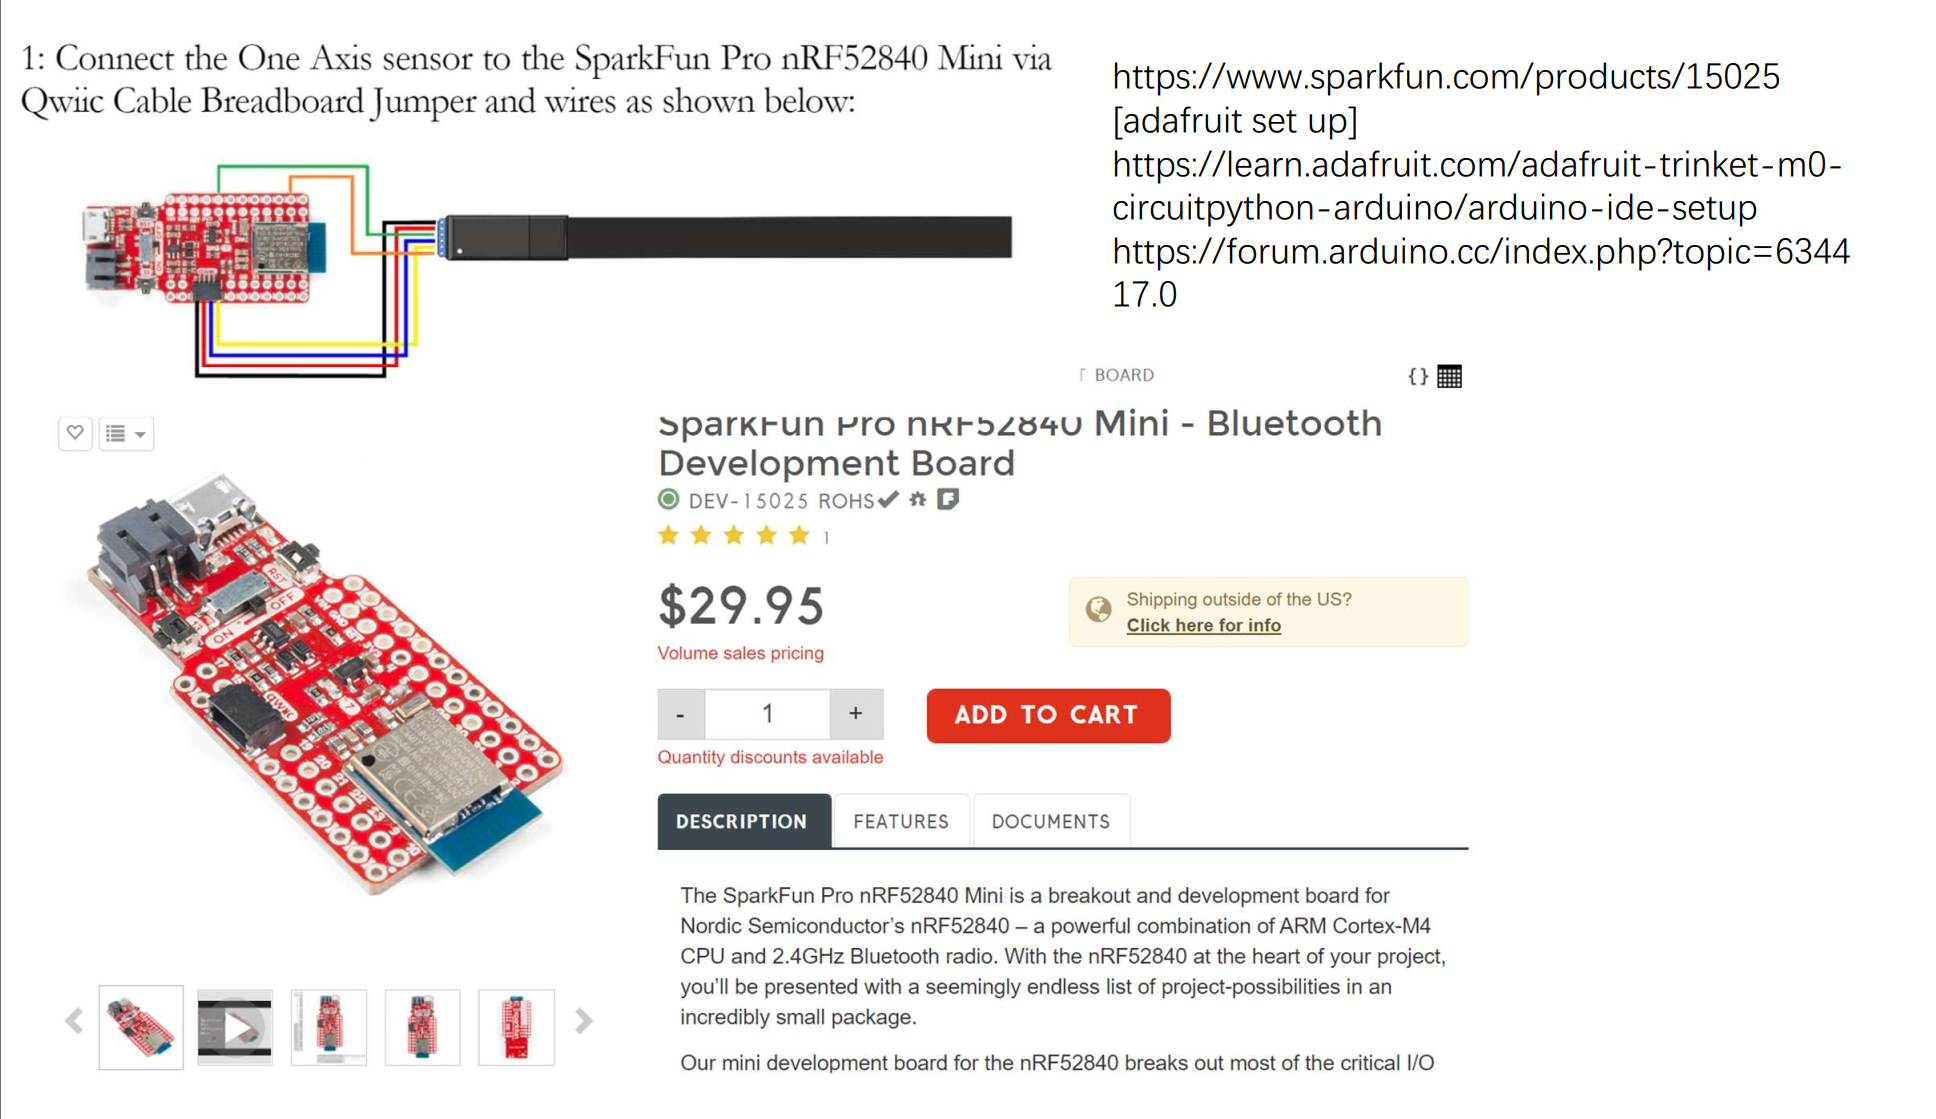 1: Connect the One Axis sensor to the SparkFun Pro nRF52840 Mini via
Qwiic Cable Breadboard Jumper and wires as shown below:
https://www.sparkfun.com/products/15025
[adafruit set up]
https://learn.adafruit.com/adafruit-trinket-m0-
circuitpython-arduino/arduino-ide-setup
https://forum.arduino.cc/index.php?topic=6344
17.0
BOARD
{}
SparkFun Pro nRF52840 Mini - Bluetooth
Development Board
DEV-15025 ROHS
1
$29.95
Volume sales pricing
Shipping outside of the US?
Click here for info
- 1 +
ADD TO CART
Quantity discounts available
DESCRIPTION FEATURES DOCUMENTS
The SparkFun Pro nRF52840 Mini is a breakout and development board for
Nordic Semiconductor's nRF52840 – a powerful combination of ARM Cortex-M4
CPU and 2.4GHz Bluetooth radio. With the nRF52840 at the heart of your project,
you'll be presented with a seemingly endless list of project-possibilities in an
incredibly small package.
Our mini development board for the nRF52840 breaks out most of the critical I/O
RST
OFF
ON
QWIIC
20
21